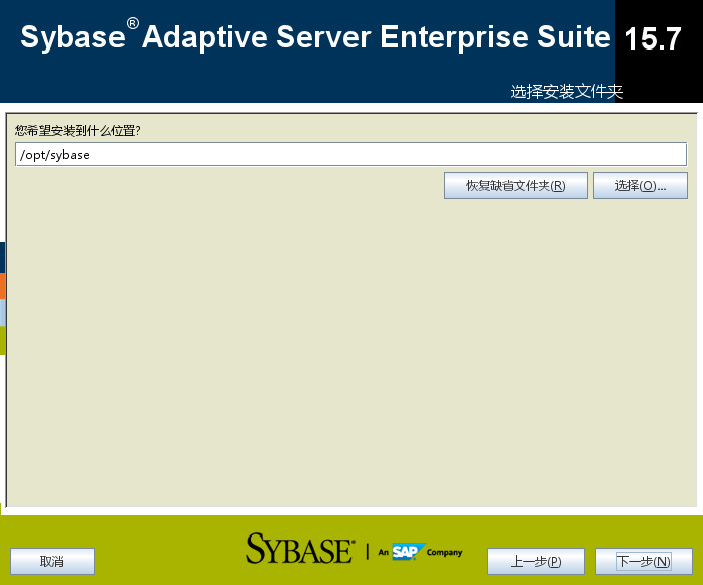 Sybase® Adaptive Server Enterprise Suite 15.7
选择安装文件夹
您希望安装到什么位置?
/opt/sybase
恢复缺省文件夹(R) 选择(O)...
SYBASE™ | An SAP Company
取消 上一步(P) 下一步(N)